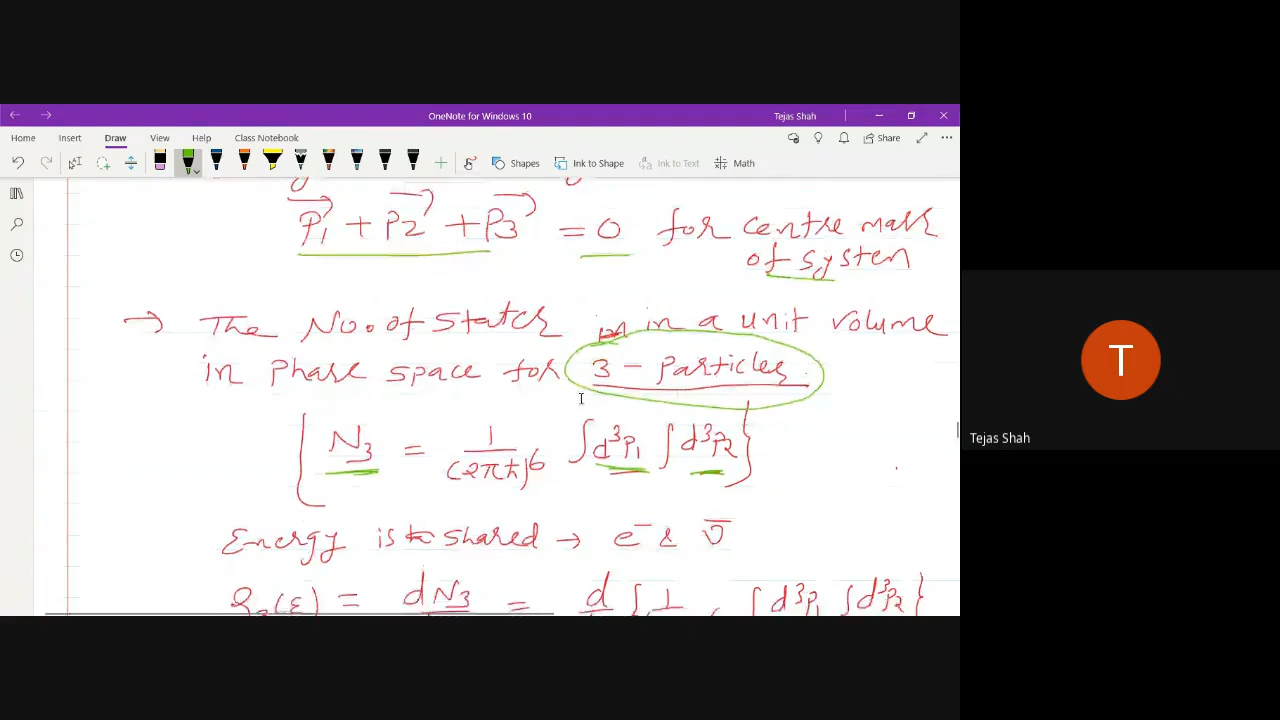 OneNote for Windows 10
Tejas Shah
Home Insert Draw View Help Class Notebook
Share
Shapes Ink to Shape Ink to Text Math
p₁ + p₂ + p₃ = 0 for centre mass
of system
→ The No. of States in a unit volume
in Phase space for 3 - Particles
{ N₃ = 1/(2πℏ)⁶ ∫d³p₁ ∫d³p₂ }
Energy is shared → e⁻ & ν̄
dN₃ = d ∫d³p₁ ∫d³p₂ }
T
Tejas Shah